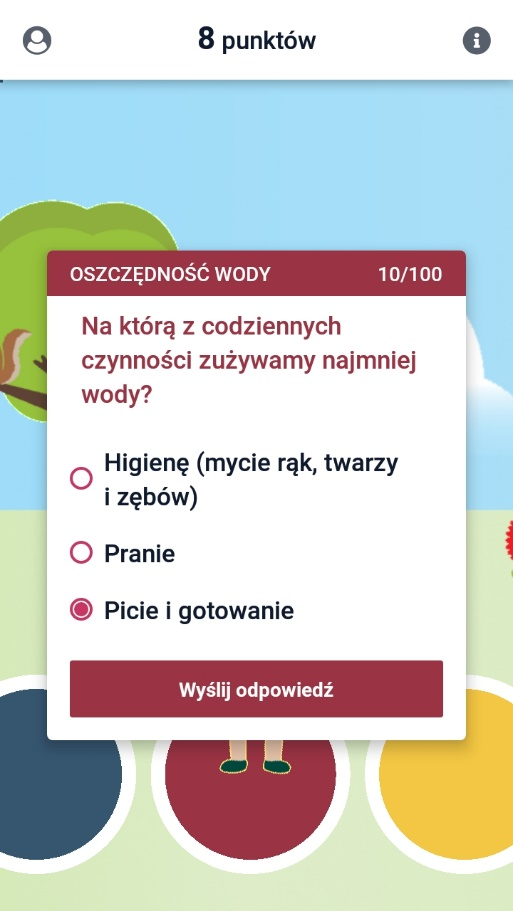 8 punktów
OSZCZĘDNOŚĆ WODY 10/100
Na którą z codziennych
czynności zużywamy najmniej
wody?
Higienę (mycie rąk, twarzy
i zębów)
Pranie
Picie i gotowanie
Wyślij odpowiedź